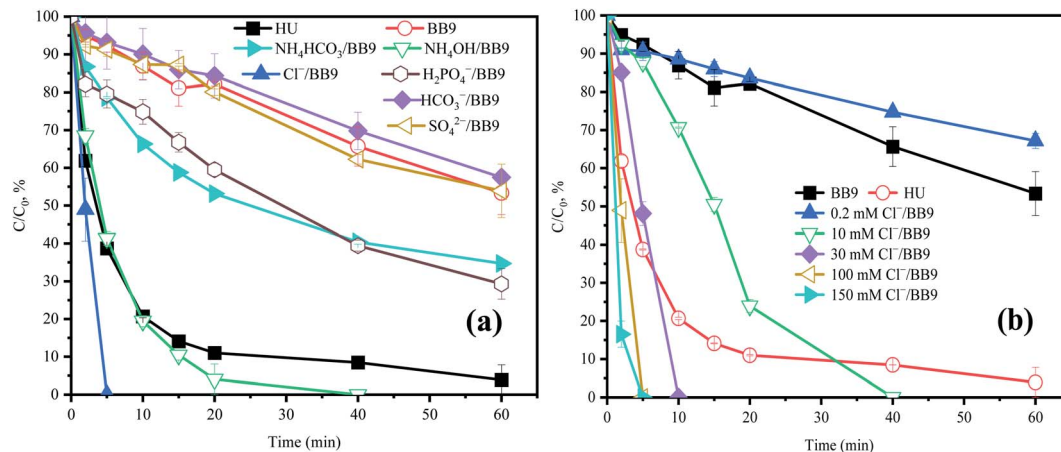 100
90
80
70
60
50
40
30
20
10
0
C/C₀, %
HU
BB9
NH₄HCO₃/BB9
NH₄OH/BB9
Cl⁻/BB9
H₂PO₄⁻/BB9
HCO₃⁻/BB9
SO₄²⁻/BB9
(a)
0 10 20 30 40 50 60
Time (min)
100
90
80
70
60
50
40
30
20
10
0
C/C₀, %
BB9 HU
0.2 mM Cl⁻/BB9
10 mM Cl⁻/BB9
30 mM Cl⁻/BB9
100 mM Cl⁻/BB9
150 mM Cl⁻/BB9
(b)
0 10 20 30 40 50 60
Time (min)